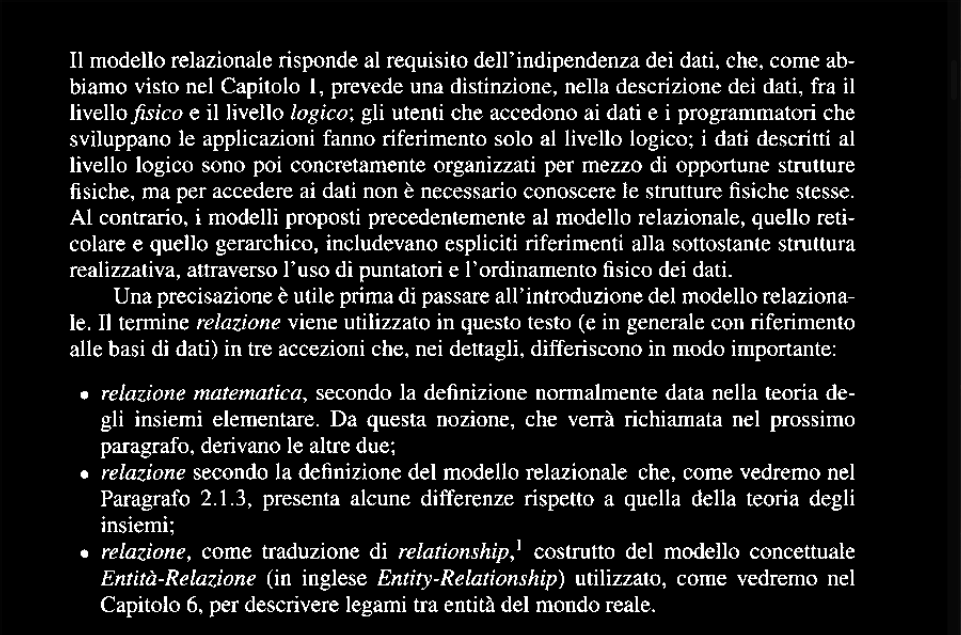 Il modello relazionale risponde al requisito dell'indipendenza dei dati, che, come ab-
biamo visto nel Capitolo 1, prevede una distinzione, nella descrizione dei dati, fra il
livello fisico e il livello logico; gli utenti che accedono ai dati e i programmatori che
sviluppano le applicazioni fanno riferimento solo al livello logico; i dati descritti al
livello logico sono poi concretamente organizzati per mezzo di opportune strutture
fisiche, ma per accedere ai dati non è necessario conoscere le strutture fisiche stesse.
Al contrario, i modelli proposti precedentemente al modello relazionale, quello reti-
colare e quello gerarchico, includevano espliciti riferimenti alla sottostante struttura
realizzativa, attraverso l'uso di puntatori e l'ordinamento fisico dei dati.
Una precisazione è utile prima di passare all'introduzione del modello relaziona-
le. Il termine relazione viene utilizzato in questo testo (e in generale con riferimento
alle basi di dati) in tre accezioni che, nei dettagli, differiscono in modo importante:
• relazione matematica, secondo la definizione normalmente data nella teoria de-
gli insiemi elementare. Da questa nozione, che verrà richiamata nel prossimo
paragrafo, derivano le altre due;
• relazione secondo la definizione del modello relazionale che, come vedremo nel
Paragrafo 2.1.3, presenta alcune differenze rispetto a quella della teoria degli
insiemi;
• relazione, come traduzione di relationship,¹ costrutto del modello concettuale
Entità-Relazione (in inglese Entity-Relationship) utilizzato, come vedremo nel
Capitolo 6, per descrivere legami tra entità del mondo reale.